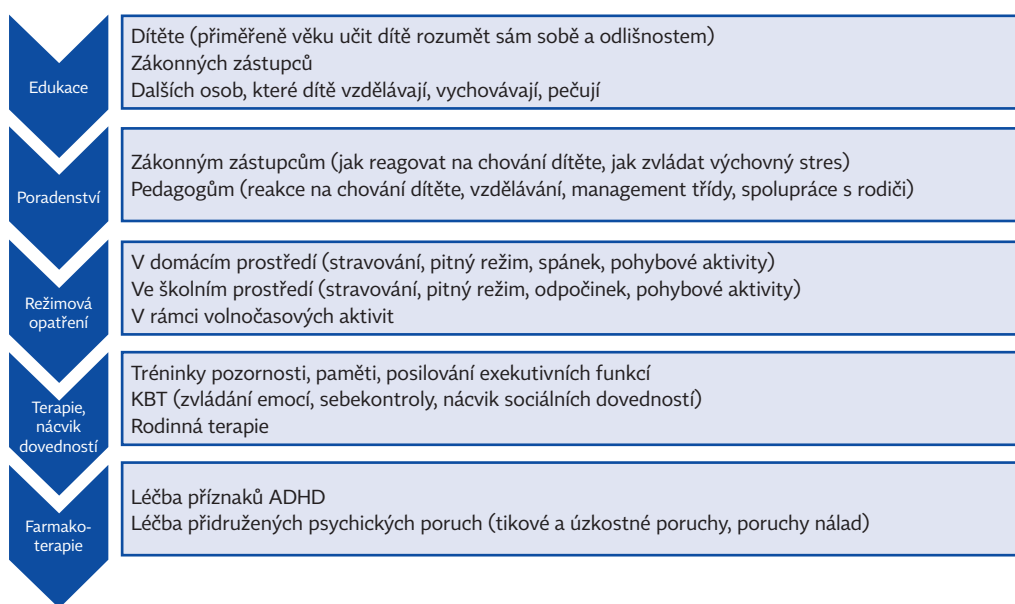 Edukace
Dítěte (přiměřeně věku učit dítě rozumět sám sobě a odlišnostem)
Zákonných zástupců
Dalších osob, které dítě vzdělávají, vychovávají, pečují
Poradenství
Zákonným zástupcům (jak reagovat na chování dítěte, jak zvládat výchovný stres)
Pedagogům (reakce na chování dítěte, vzdělávání, management třídy, spolupráce s rodiči)
Režimová
opatření
V domácím prostředí (stravování, pitný režim, spánek, pohybové aktivity)
Ve školním prostředí (stravování, pitný režim, odpočinek, pohybové aktivity)
V rámci volnočasových aktivit
Terapie,
nácvik
dovedností
Tréninky pozornosti, paměti, posilování exekutivních funkcí
KBT (zvládání emocí, sebekontroly, nácvik sociálních dovedností)
Rodinná terapie
Farmako-
terapie
Léčba příznaků ADHD
Léčba přidružených psychických poruch (tikové a úzkostné poruchy, poruchy nálad)